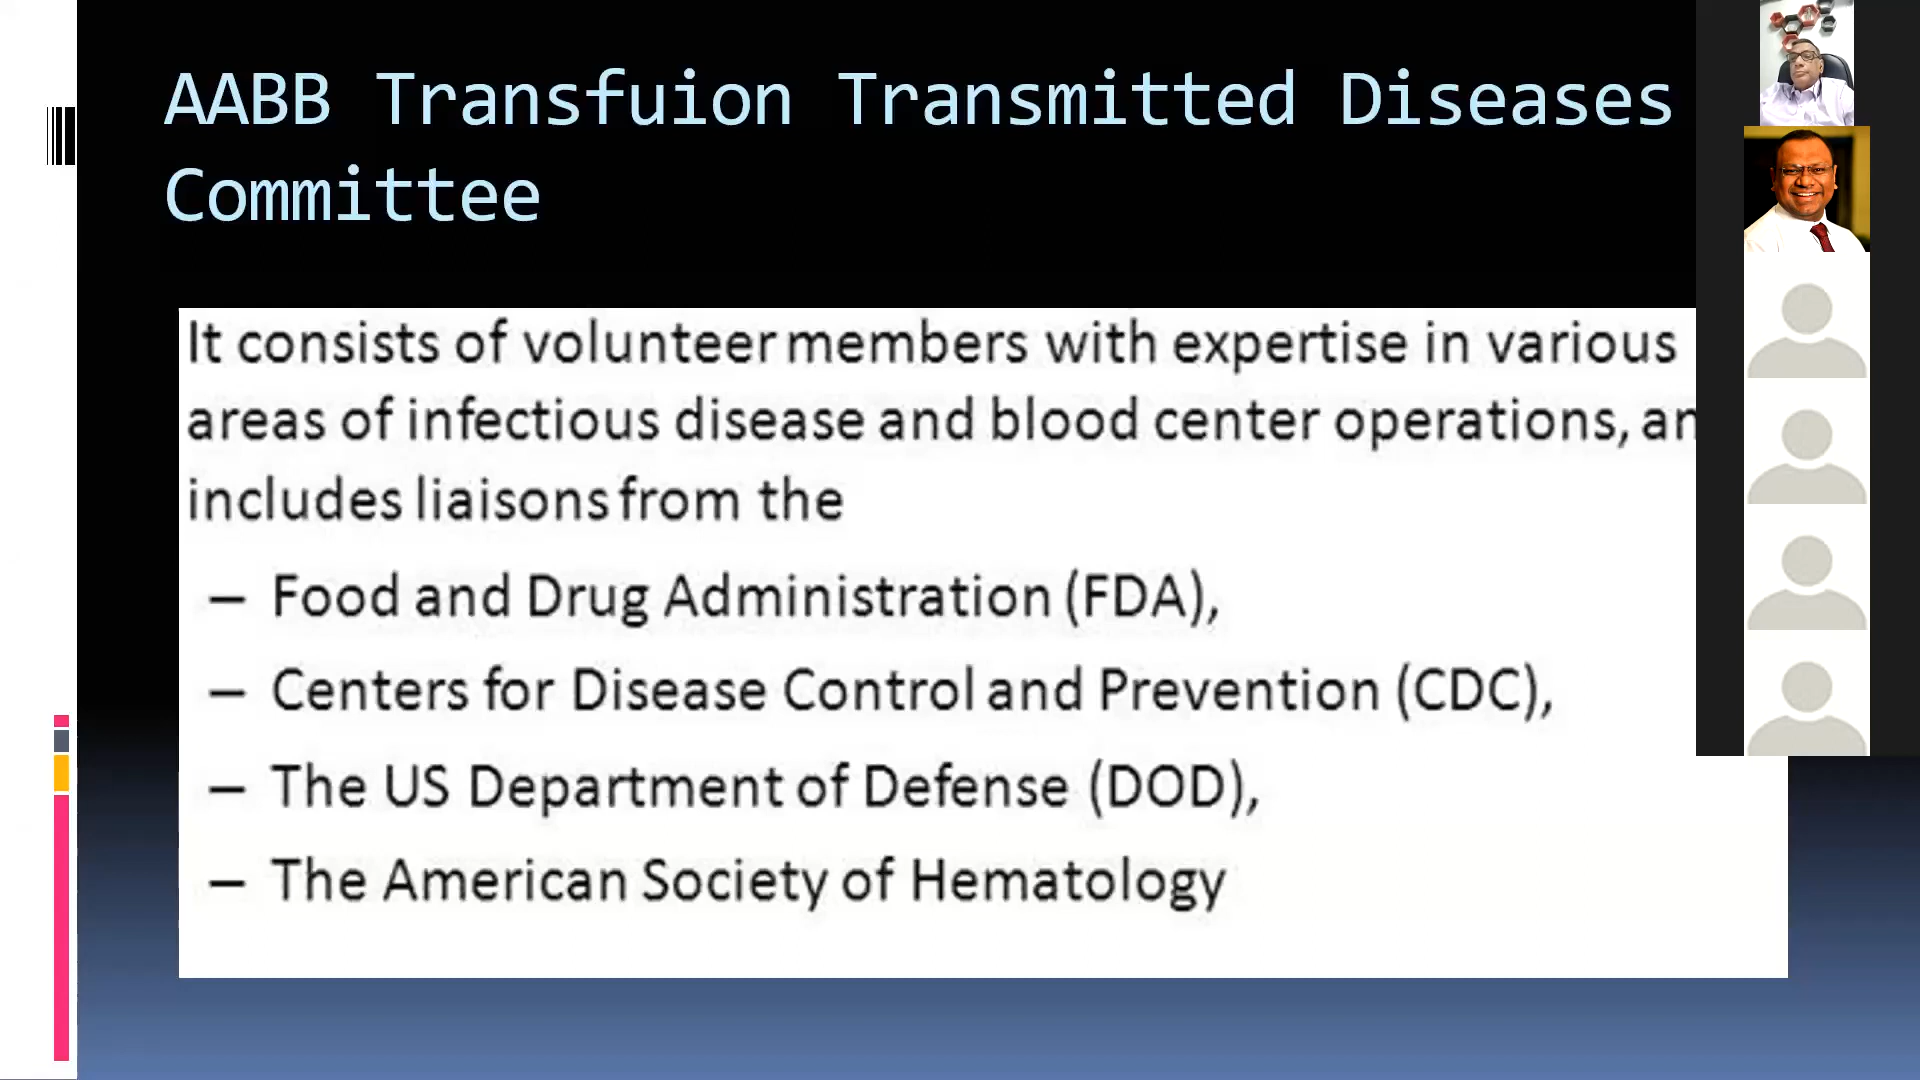 AABB Transfuion Transmitted Diseases
Committee
It consists of volunteer members with expertise in various
areas of infectious disease and blood center operations,
includes liaisons from the
– Food and Drug Administration (FDA),
– Centers for Disease Control and Prevention (CDC),
– The US Department of Defense (DOD),
– The American Society of Hematology